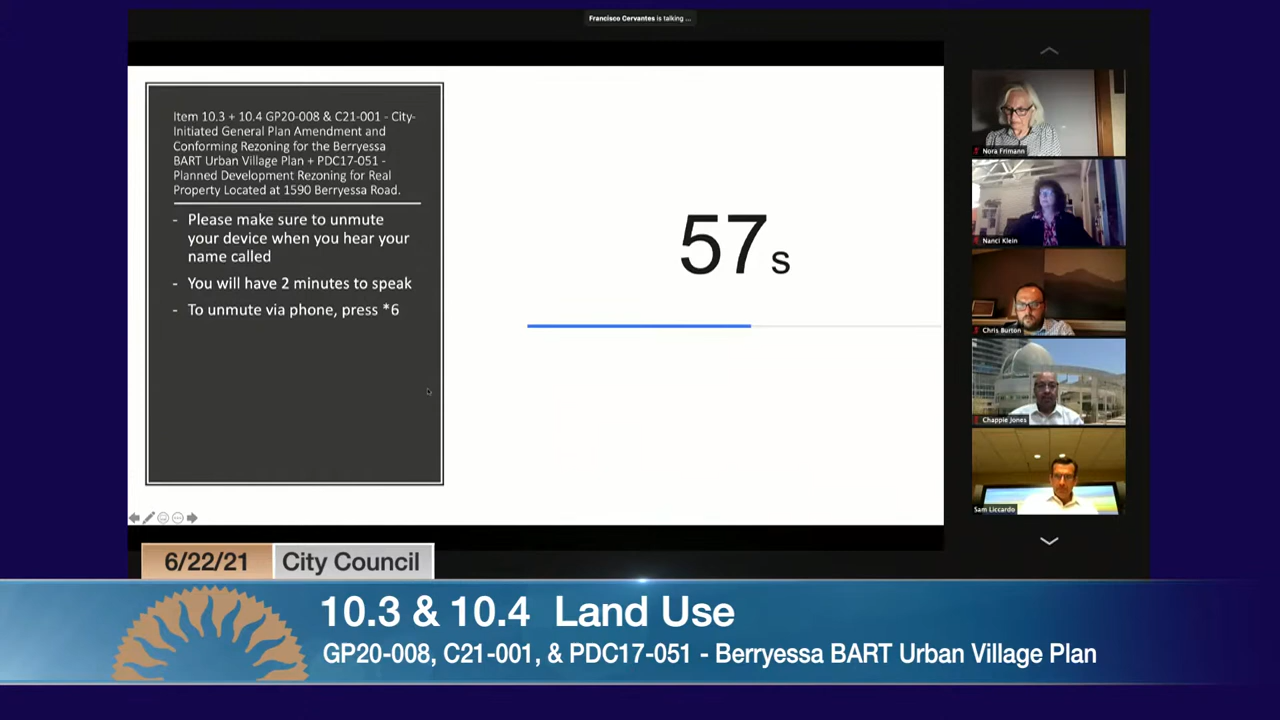 Francisco Cervantes is talking ...
Item 10.3 + 10.4 GP20-008 & C21-001 - City-
Initiated General Plan Amendment and
Conforming Rezoning for the Berryessa
BART Urban Village Plan + PDC17-051 -
Planned Development Rezoning for Real
Property Located at 1590 Berryessa Road.
- Please make sure to unmute
your device when you hear your
name called
- You will have 2 minutes to speak
- To unmute via phone, press *6
57s
Nora Frimann
Nanci Klein
Chris Burton
Chappie Jones
Sam Liccardo
6/22/21 City Council
10.3 & 10.4 Land Use
GP20-008, C21-001, & PDC17-051 - Berryessa BART Urban Village Plan